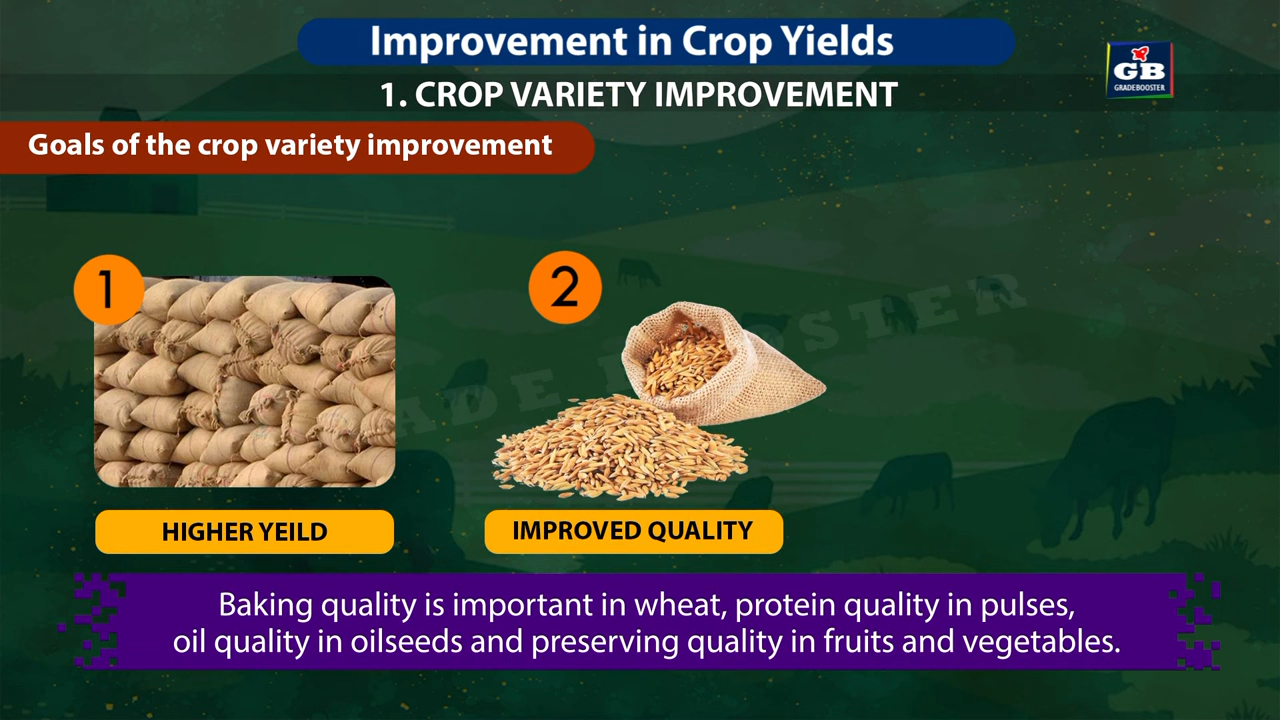 Improvement in Crop Yields
1. CROP VARIETY IMPROVEMENT
GB
GRADEBOOSTER
Goals of the crop variety improvement
1
2
GRADE BOOSTER
HIGHER YEILD
IMPROVED QUALITY
Baking quality is important in wheat, protein quality in pulses,
oil quality in oilseeds and preserving quality in fruits and vegetables.